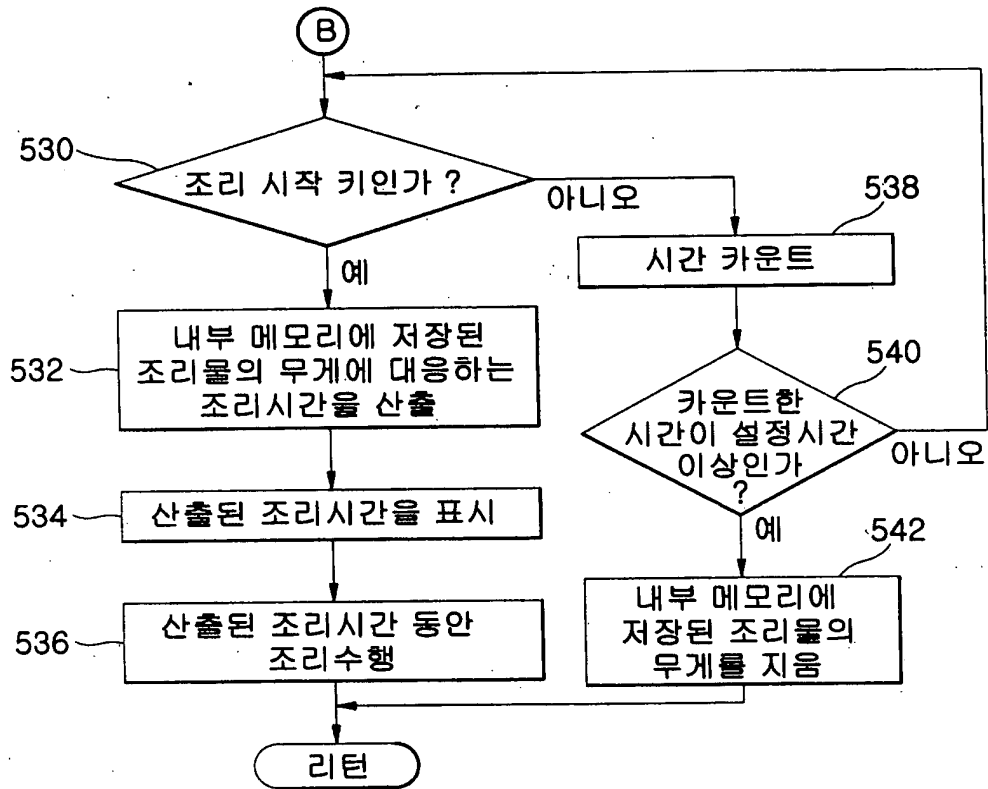 B
530
조리 시작 키인가 ?
아니오
538
시간 카운트
예
532
내부 메모리에 저장된
조리물의 무게에 대응하는
조리시간을 산출
540
카운트한
시간이 설정시간
이상인가
?
아니오
예
534
산출된 조리시간을 표시
542
내부 메모리에
저장된 조리물의
무게를 지움
536
산출된 조리시간 동안
조리수행
리턴